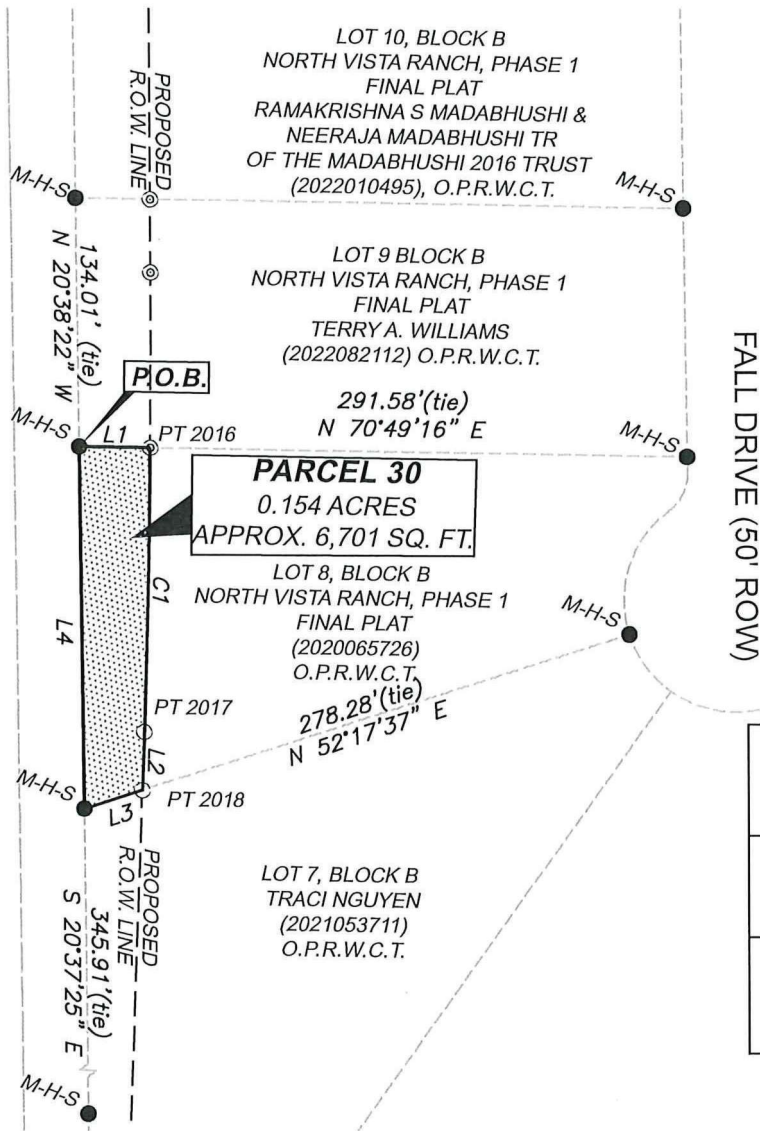 LOT 10, BLOCK B
NORTH VISTA RANCH, PHASE 1
FINAL PLAT
RAMAKRISHNA S MADABHUSHI &
NEERAJA MADABHUSHI TR
OF THE MADABHUSHI 2016 TRUST
(2022010495), O.P.R.W.C.T.
PROPOSED
R.O.W. LINE
M-H-S
M-H-S
LOT 9 BLOCK B
NORTH VISTA RANCH, PHASE 1
FINAL PLAT
TERRY A. WILLIAMS
(2022082112) O.P.R.W.C.T.
134.01' (tie)
N 20°38'22" W
P.O.B.
291.58'(tie)
N 70°49'16" E
M-H-S
L1
PT 2016
M-H-S
FALL DRIVE (50' ROW)
PARCEL 30
0.154 ACRES
APPROX. 6,701 SQ. FT.
LOT 8, BLOCK B
NORTH VISTA RANCH, PHASE 1
FINAL PLAT
(2020065726)
O.P.R.W.C.T.
C1
L4
M-H-S
278.28'(tie)
N 52°17'37" E
PT 2017
L2
M-H-S
L3
PT 2018
PROPOSED
R.O.W. LINE
LOT 7, BLOCK B
TRACI NGUYEN
(2021053711)
O.P.R.W.C.T.
345.91'(tie)
S 20°37'25" E
M-H-S